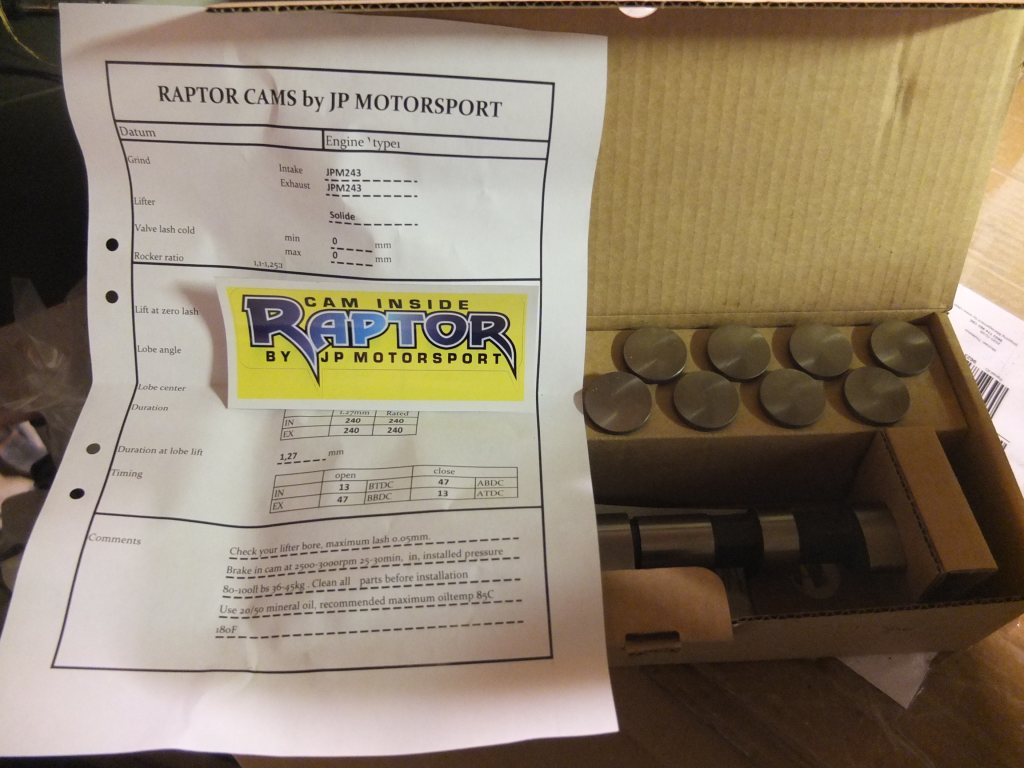 RAPTOR CAMS by JP MOTORSPORT
Datum
Engine type1
Grind
Intake JPM243
Exhaust JPM243
Lifter
Solide
Valve lash cold
min 0 mm
max 0 mm
Rocker ratio
1,1:1,25:1
Lift at zero lash
CAM INSIDE
RAPTOR
BY JP MOTORSPORT
Lobe angle
Lobe center
Duration
1.27mm Rated
IN 240 240
EX 240 240
Duration at lobe lift
1,27 mm
Timing
open close
IN 13 BTDC 47 ABDC
EX 47 BBDC 13 ATDC
Comments
Check your lifter bore, maximum lash 0.05mm.
Brake in cam at 2500-3000rpm 25-30min, in, installed pressure
80-100ll bs 36-45kg . Clean all parts before installation
Use 20/50 mineral oil, recommended maximum oiltemp 85C
180F